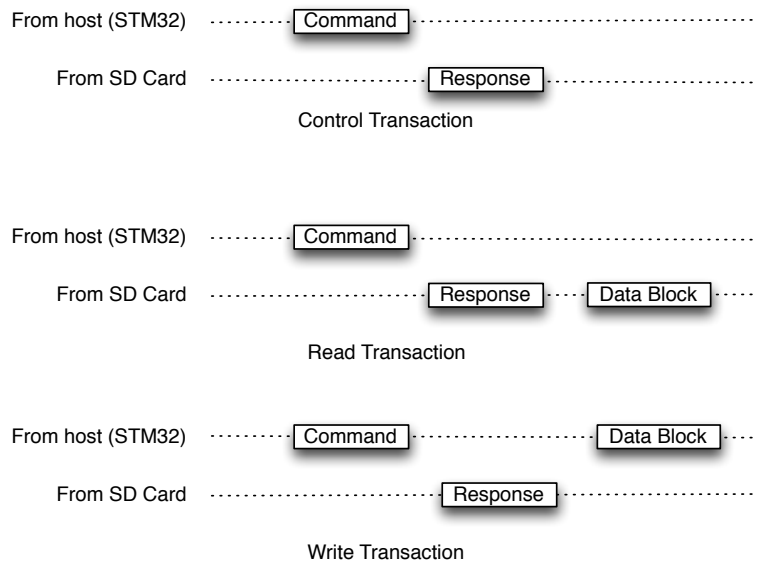 From host (STM32) Command
From SD Card Response
Control Transaction
From host (STM32) Command
From SD Card Response Data Block
Read Transaction
From host (STM32) Command Data Block
From SD Card Response
Write Transaction